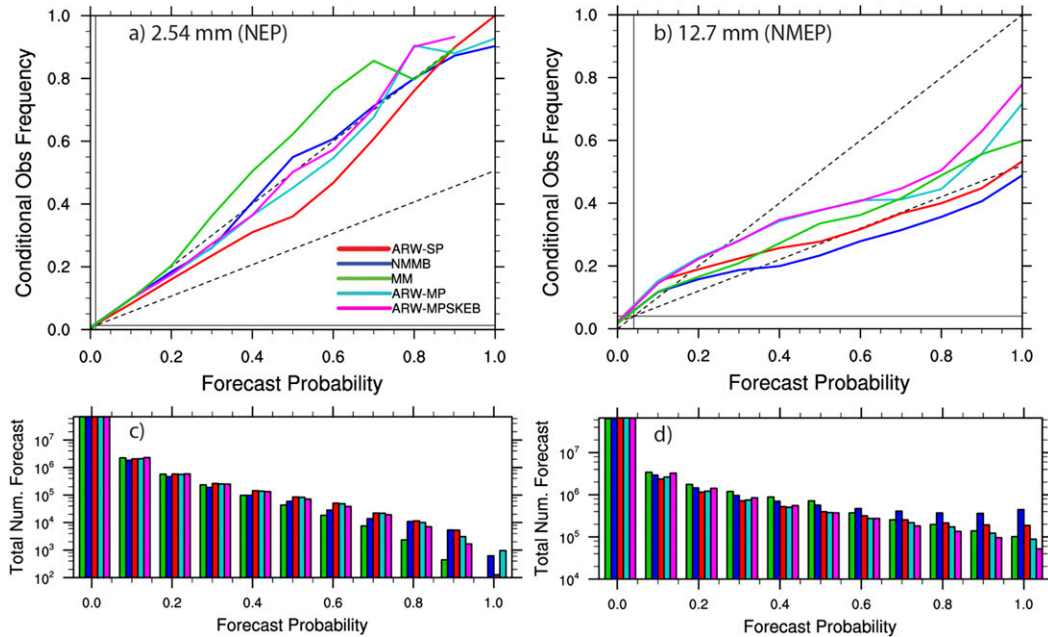 a) 2.54 mm (NEP)
Conditional Obs Frequency
1.0
0.8
0.6
0.4
0.2
0.0
ARW-SP
NMMB
MM
ARW-MP
ARW-MPSKEB
0.0 0.2 0.4 0.6 0.8 1.0
Forecast Probability
b) 12.7 mm (NMEP)
Conditional Obs Frequency
1.0
0.8
0.6
0.4
0.2
0.0
0.0 0.2 0.4 0.6 0.8 1.0
Forecast Probability
c)
Total Num. Forecast
10⁷
10⁶
10⁵
10⁴
10³
10²
0.0 0.2 0.4 0.6 0.8 1.0
Forecast Probability
d)
Total Num. Forecast
10⁷
10⁶
10⁵
10⁴
0.0 0.2 0.4 0.6 0.8 1.0
Forecast Probability